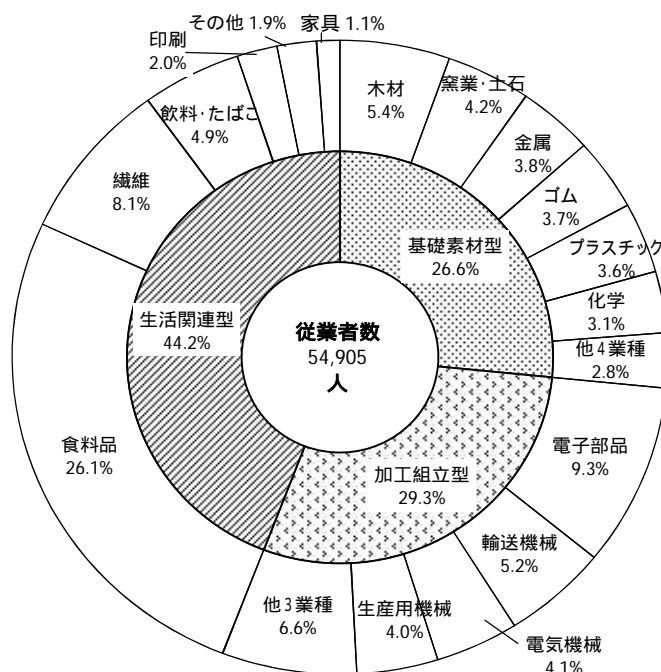 その他 1.9%
家具 1.1%
印刷
2.0%
木材
5.4%
窯業・土石
4.2%
飲料・たばこ
4.9%
金属
3.8%
繊維
8.1%
ゴム
3.7%
基礎素材型
26.6%
プラスチック
3.6%
化学
3.1%
生活関連型
44.2%
従業者数
54,905
人
他4業種
2.8%
食料品
26.1%
加工組立型
29.3%
電子部品
9.3%
輸送機械
5.2%
他3業種
6.6%
生産用機械
4.0%
電気機械
4.1%